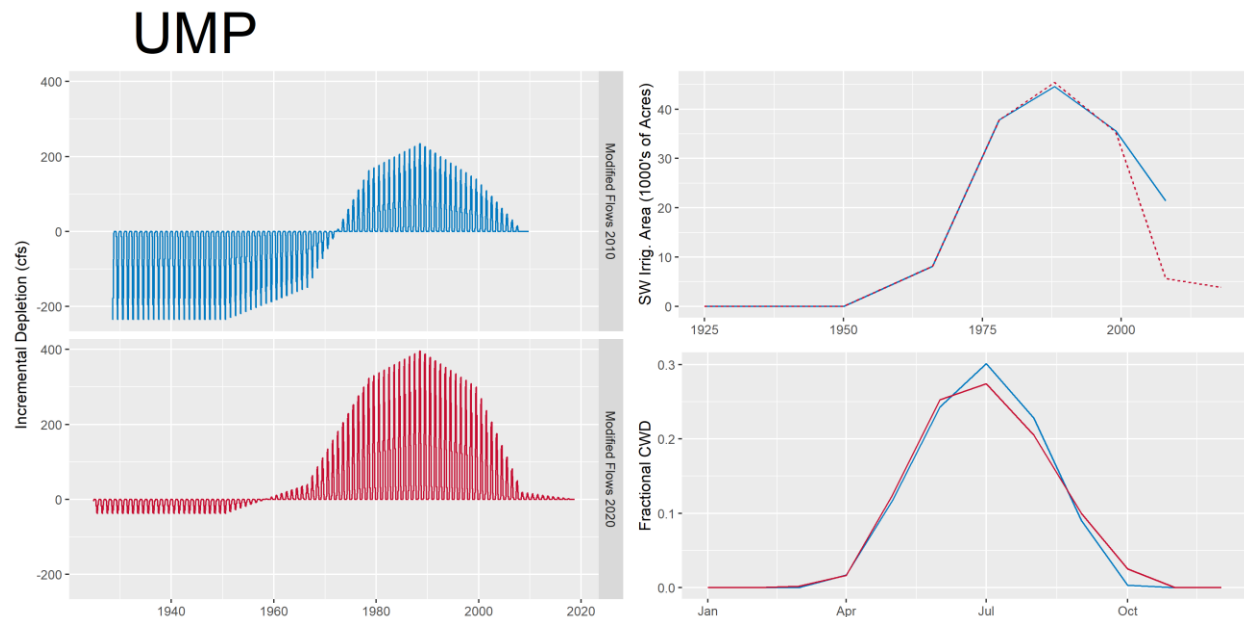 UMP
Incremental Depletion (cfs)
400
200
0
-200
Modified Flows 2010
400
200
0
-200
Modified Flows 2020
1940 1960 1980 2000 2020
SW Irrig. Area (1000's of Acres)
40
30
20
10
0
1925 1950 1975 2000
Fractional CWD
0.3
0.2
0.1
0.0
Jan Apr Jul Oct